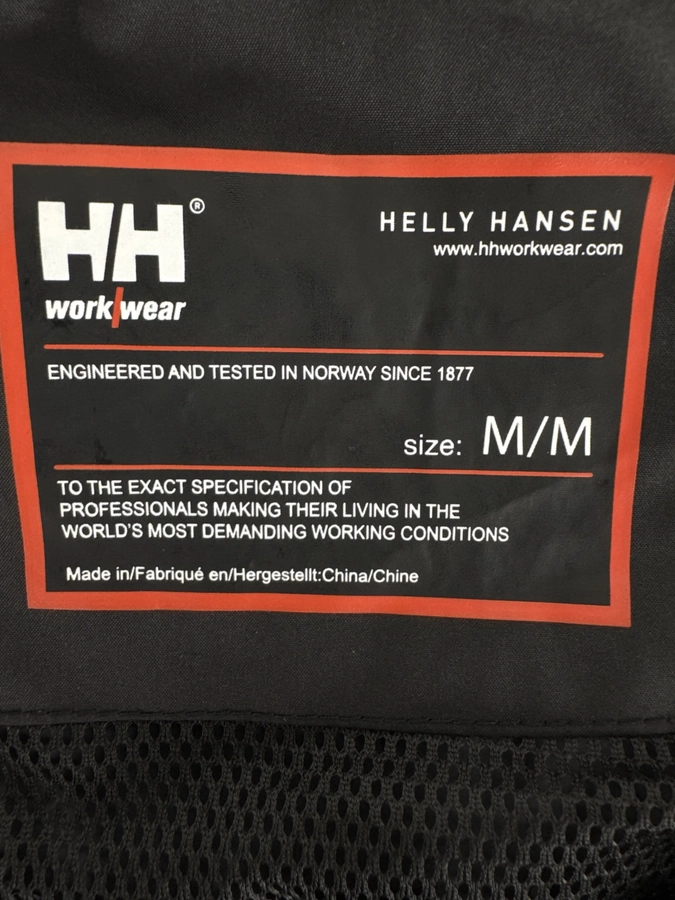 HH®
HELLY HANSEN
www.hhworkwear.com
work/wear
ENGINEERED AND TESTED IN NORWAY SINCE 1877
size: M/M
TO THE EXACT SPECIFICATION OF
PROFESSIONALS MAKING THEIR LIVING IN THE
WORLD'S MOST DEMANDING WORKING CONDITIONS
Made in/Fabriqué en/Hergestellt:China/Chine